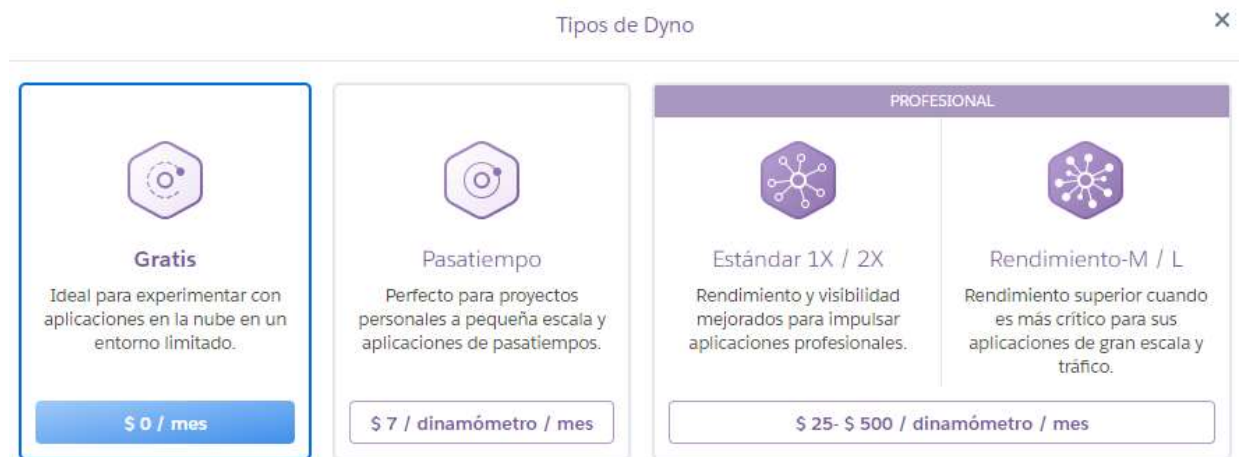 Tipos de Dyno
Gratis
Ideal para experimentar con
aplicaciones en la nube en un
entorno limitado.
$ 0 / mes
Pasatiempo
Perfecto para proyectos
personales a pequeña escala y
aplicaciones de pasatiempos.
$ 7 / dinamómetro / mes
PROFESIONAL
Estándar 1X / 2X
Rendimiento y visibilidad
mejorados para impulsar
aplicaciones profesionales.
Rendimiento-M / L
Rendimiento superior cuando
es más crítico para sus
aplicaciones de gran escala y
tráfico.
$ 25- $ 500 / dinamómetro / mes